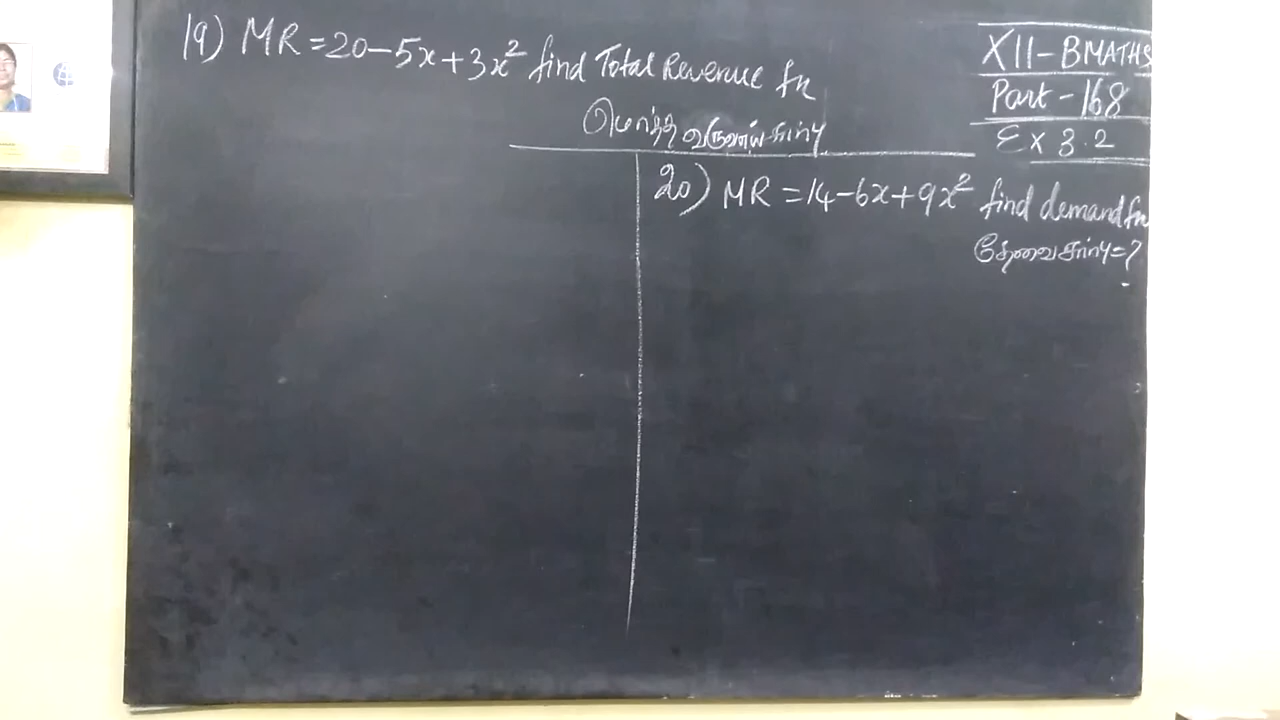 19) MR = 20 - 5x + 3x² find Total Revenue fn
மொத்த வருவாய் சார்பு
XII - BMATHS
Part - 168
Ex 3.2
20) MR = 14 - 6x + 9x² find demand fn
தேவை சார்பு = ?